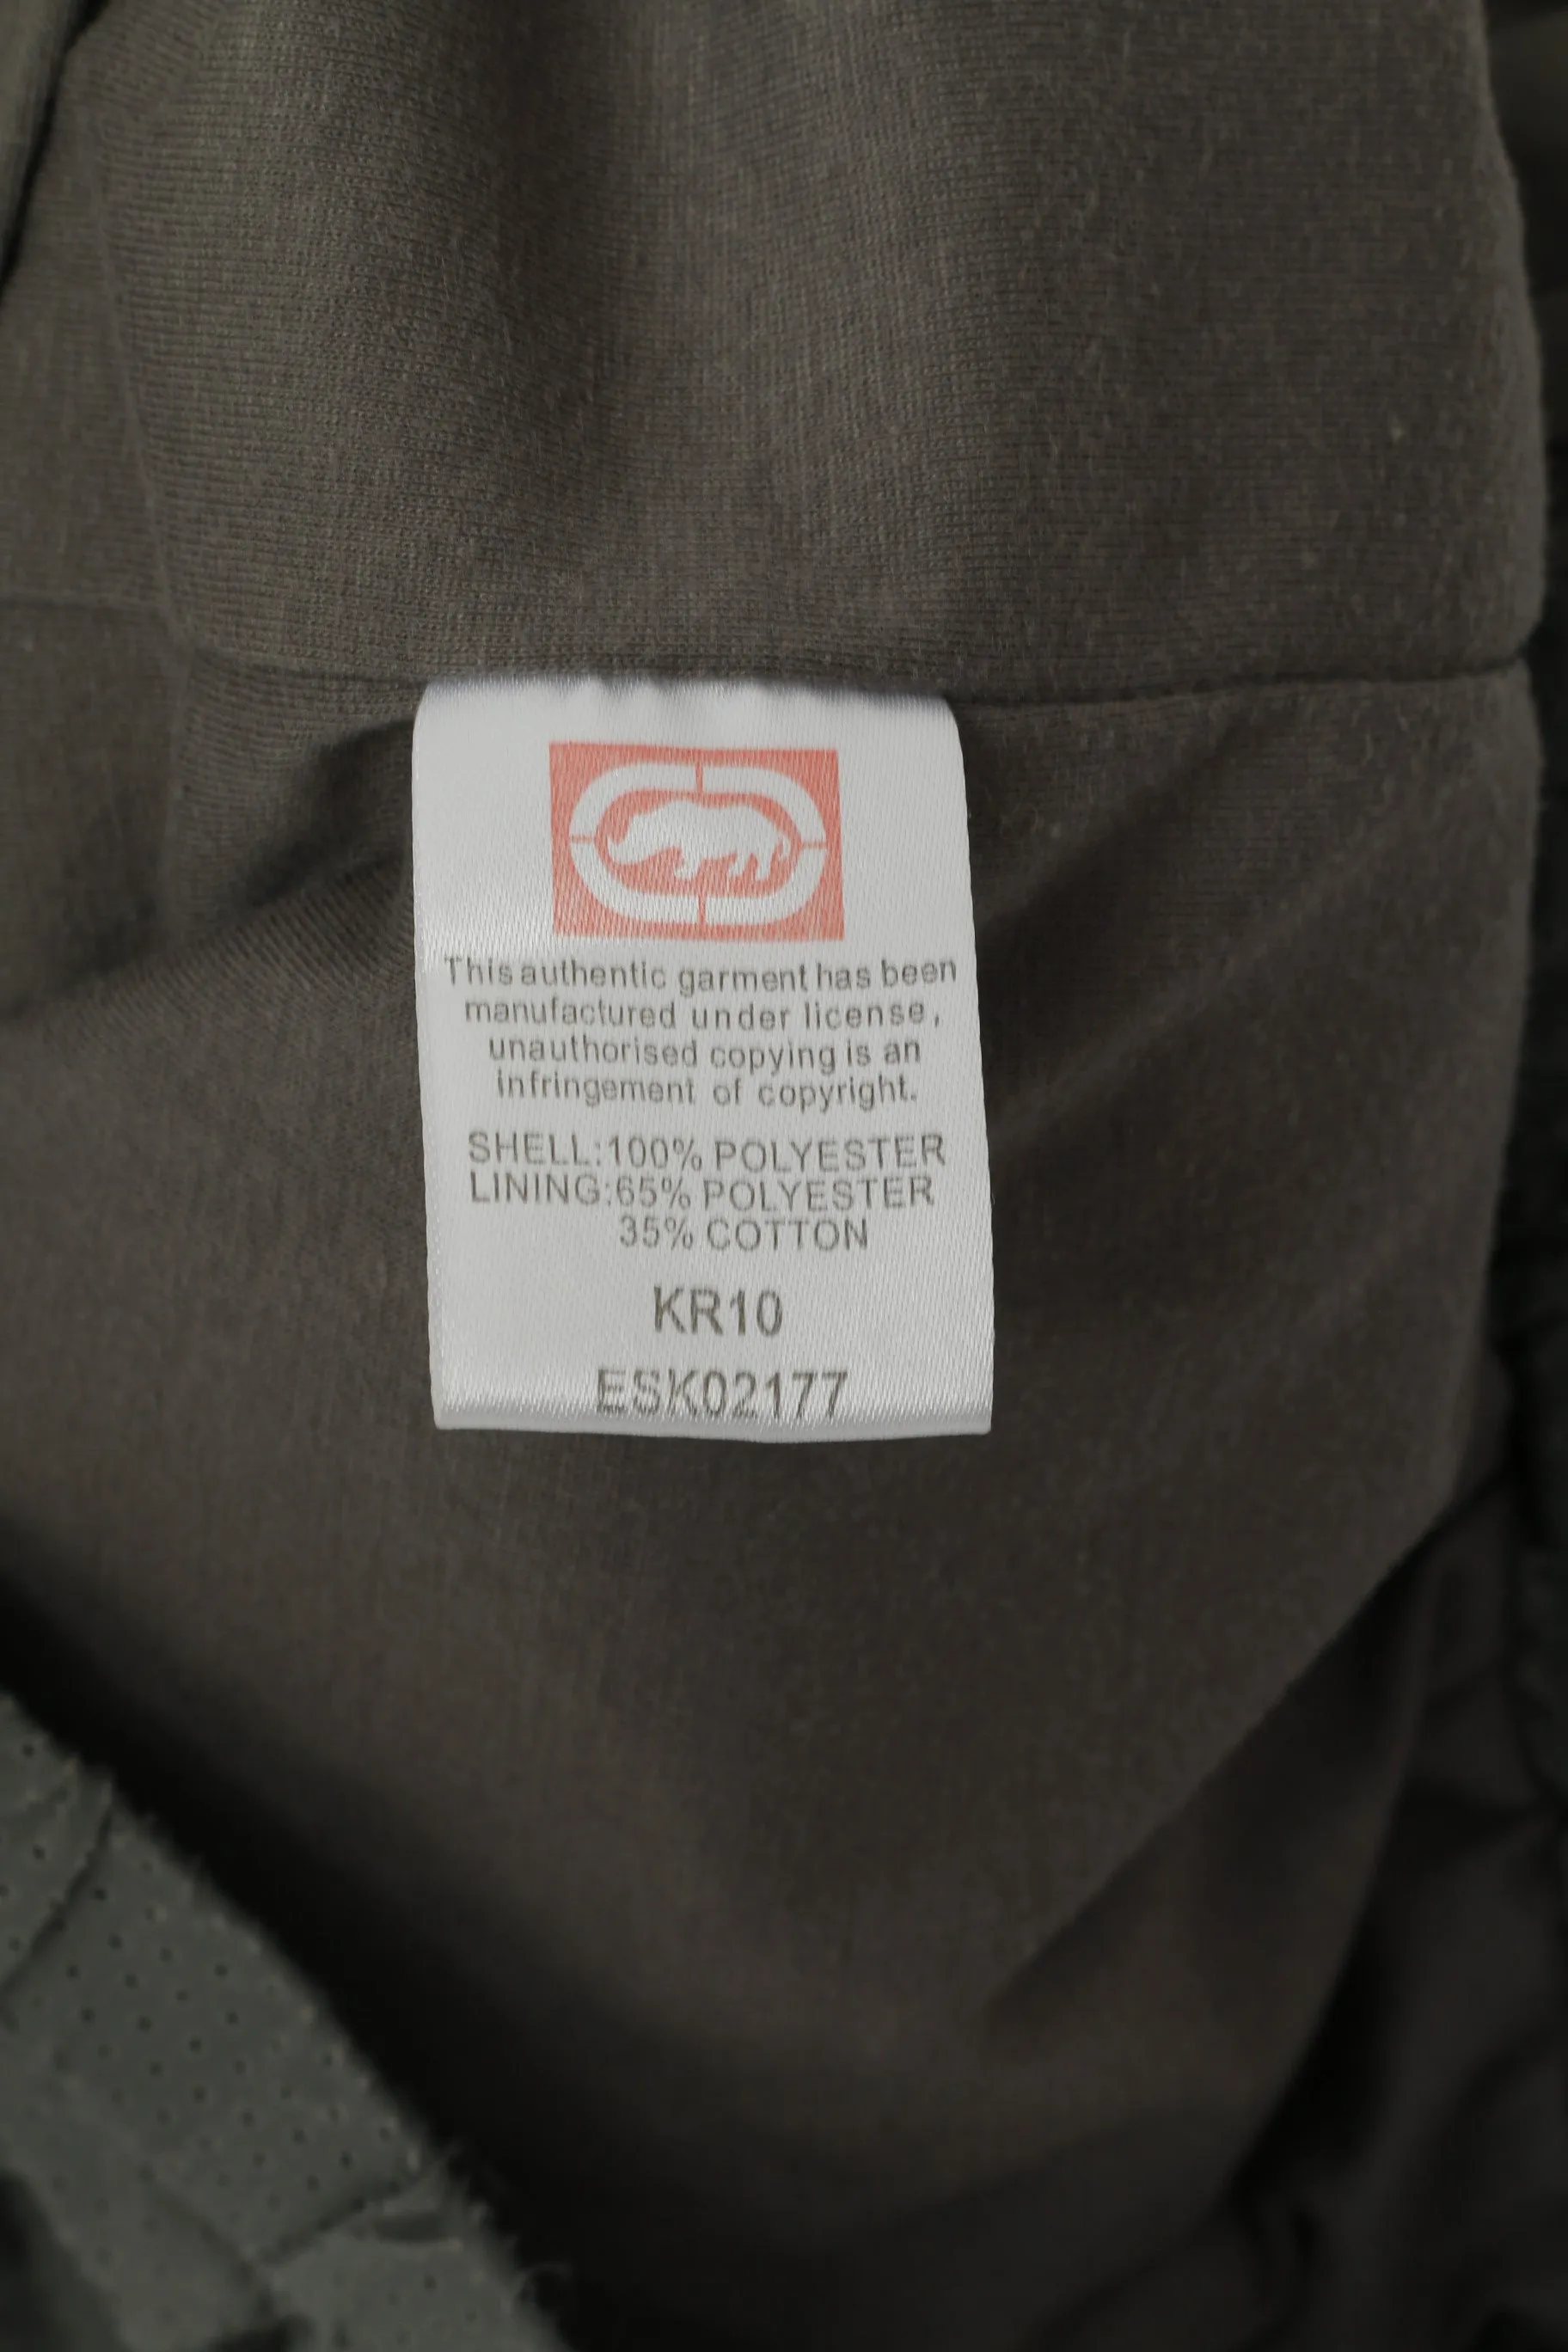 This authentic garment has been
manufactured under license,
unauthorised copying is an
infringement of copyright.
SHELL:100% POLYESTER
LINING:65% POLYESTER
35% COTTON
KR10
ESK02177